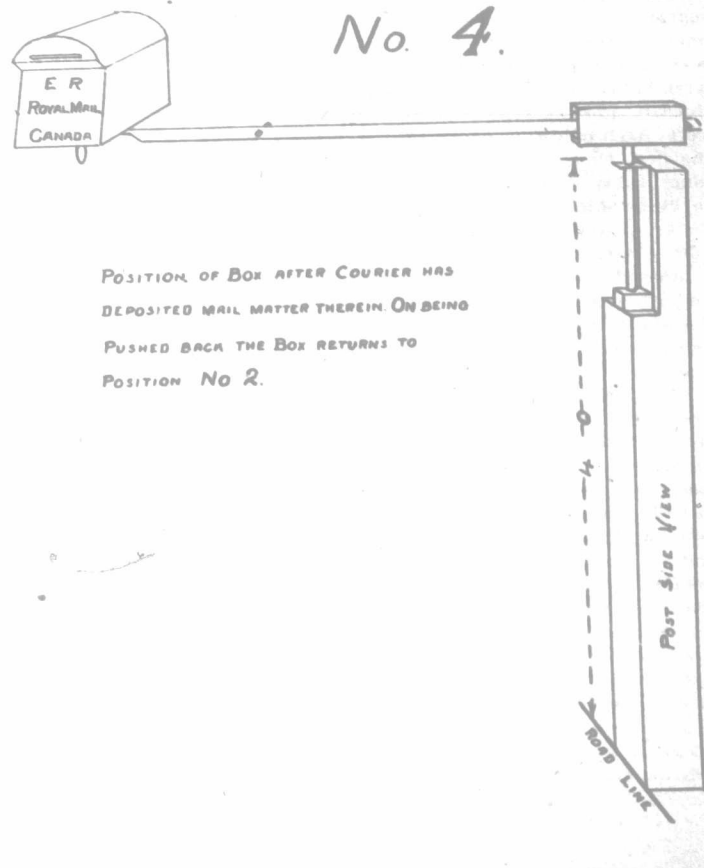 No. 4.
E R
ROYAL MAIL
CANADA
POSITION OF BOX AFTER COURIER HAS
DEPOSITED MAIL MATTER THEREIN. ON BEING
PUSHED BACK THE BOX RETURNS TO
POSITION NO 2.
4 - 0
POST SIDE VIEW
ROAD LINE